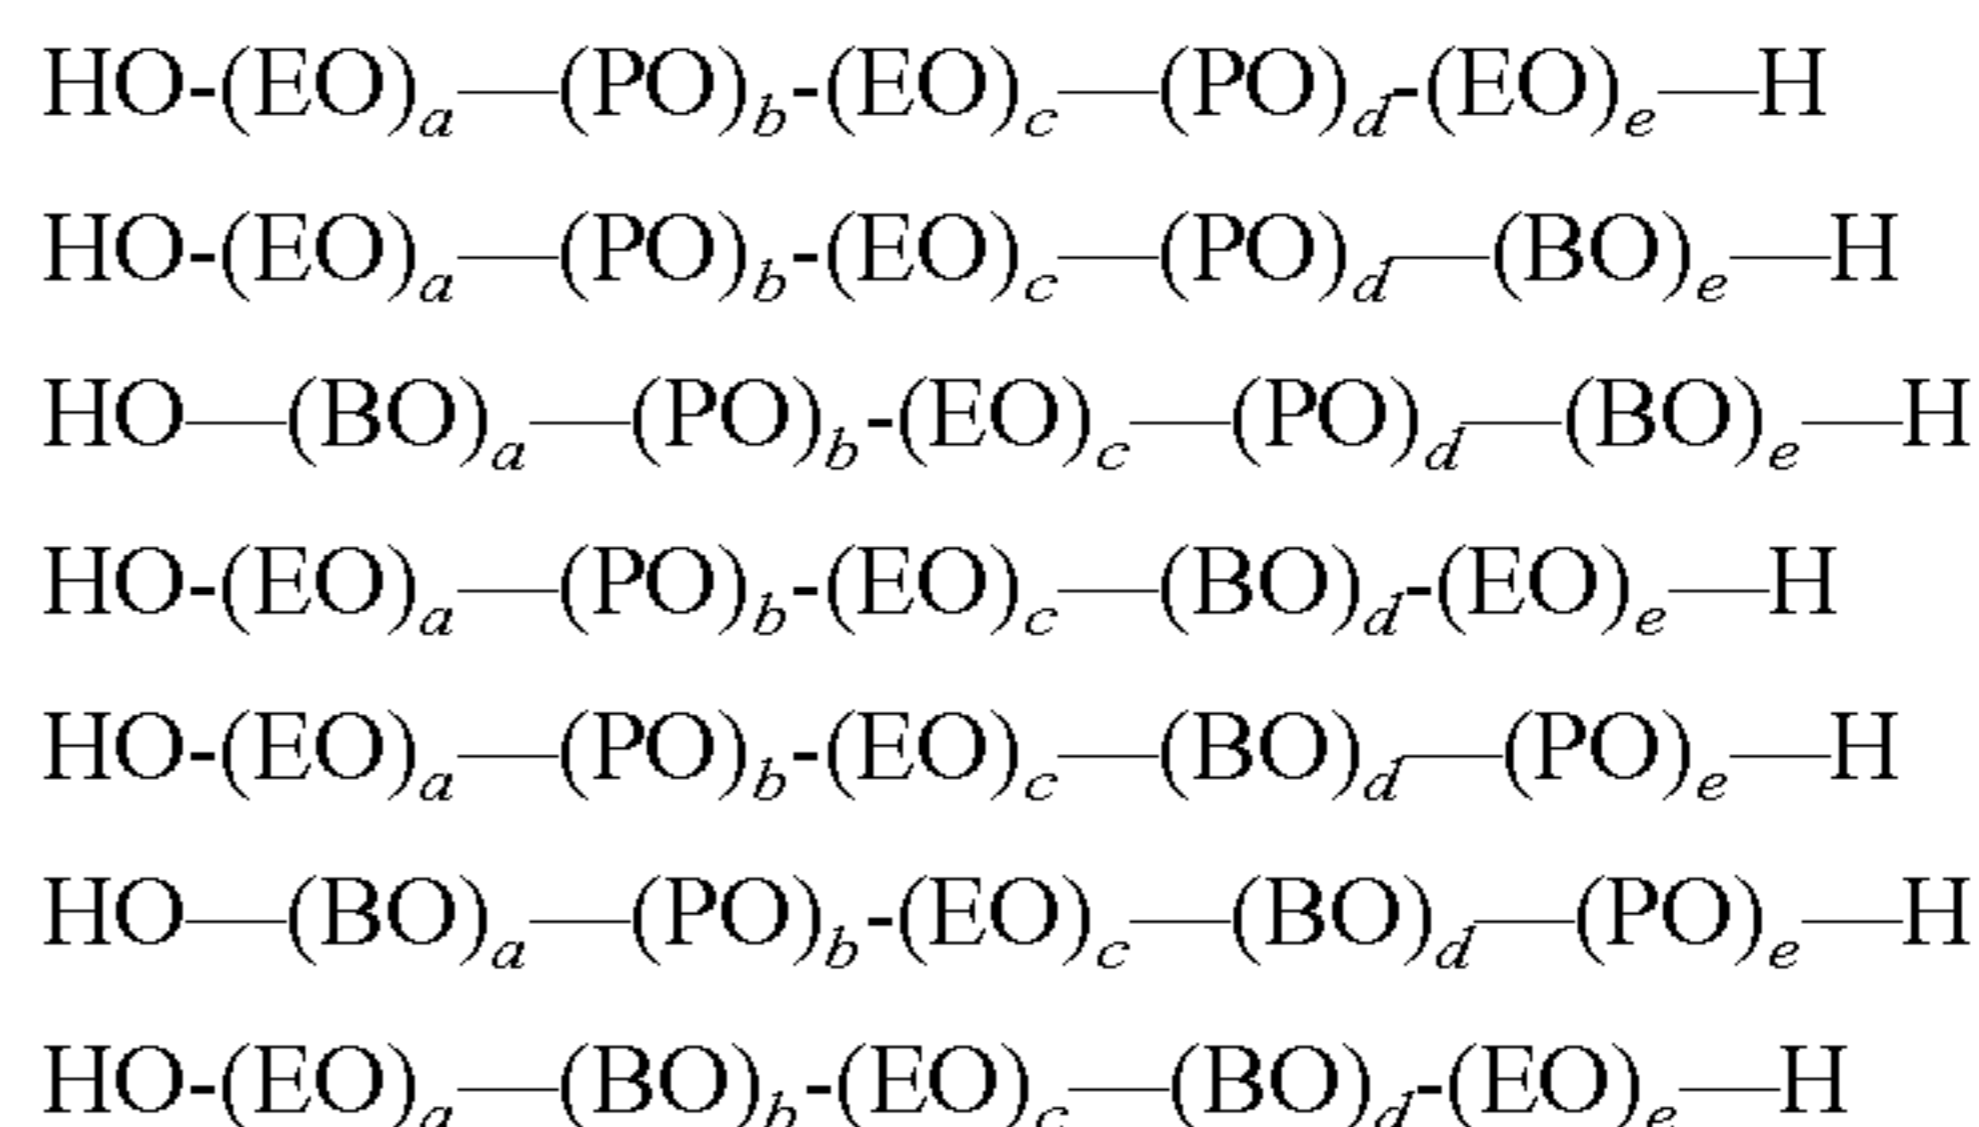 HO-(EO)a—(PO)b-(EO)c—(PO)d-(EO)e—H
HO-(EO)a—(PO)b-(EO)c—(PO)d—(BO)e—H
HO—(BO)a—(PO)b-(EO)c—(PO)d—(BO)e—H
HO-(EO)a—(PO)b-(EO)c—(BO)d-(EO)e—H
HO-(EO)a—(PO)b-(EO)c—(BO)d—(PO)e—H
HO—(BO)a—(PO)b-(EO)c—(BO)d—(PO)e—H
HO-(EO)a—(BO)b-(EO)c—(BO)d-(EO)e—H